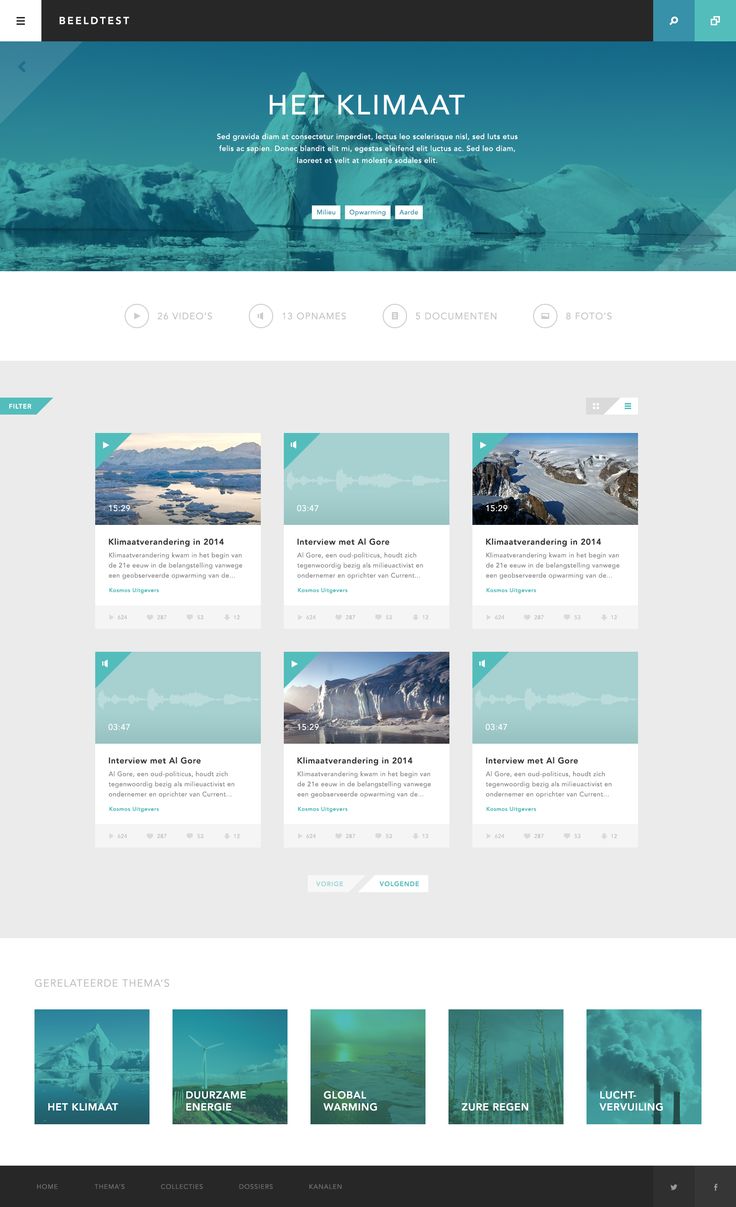 BEELDTEST
HET KLIMAAT
Sed gravida diam at consectetur imperdiet, lectus leo scelerisque nisl, sed luts etus
felis ac sapien. Donec blandit elit mi, egestas eleifend elit luctus ac. Sed leo diam,
laoreet et velit at molestie sodales elit.
Milieu Opwarming Aarde
26 VIDEO'S 13 OPNAMES 5 DOCUMENTEN 8 FOTO'S
FILTER
15:29
Klimaatverandering in 2014
Klimaatverandering kwam in het begin van
de 21e eeuw in de belangstelling vanwege
een geobserveerde opwarming van de...
Kosmos Uitgevers
624 287 53 12
03:47
Interview met Al Gore
Al Gore, een oud-politicus, houdt zich
tegenwoordig bezig als milieuactivist en
ondernemer en oprichter van Current...
Kosmos Uitgevers
624 287 53 12
15:29
Klimaatverandering in 2014
Klimaatverandering kwam in het begin van
de 21e eeuw in de belangstelling vanwege
een geobserveerde opwarming van de...
Kosmos Uitgevers
624 287 53 12
03:47
Interview met Al Gore
Al Gore, een oud-politicus, houdt zich
tegenwoordig bezig als milieuactivist en
ondernemer en oprichter van Current...
Kosmos Uitgevers
624 287 53 12
15:29
Klimaatverandering in 2014
Klimaatverandering kwam in het begin van
de 21e eeuw in de belangstelling vanwege
een geobserveerde opwarming van de...
Kosmos Uitgevers
624 287 53 12
03:47
Interview met Al Gore
Al Gore, een oud-politicus, houdt zich
tegenwoordig bezig als milieuactivist en
ondernemer en oprichter van Current...
Kosmos Uitgevers
624 287 53 12
VORIGE VOLGENDE
GERELATEERDE THEMA'S
HET KLIMAAT
DUURZAME
ENERGIE
GLOBAL
WARMING
ZURE REGEN
LUCHT-
VERVUILING
HOME THEMA'S COLLECTIES DOSSIERS KANALEN